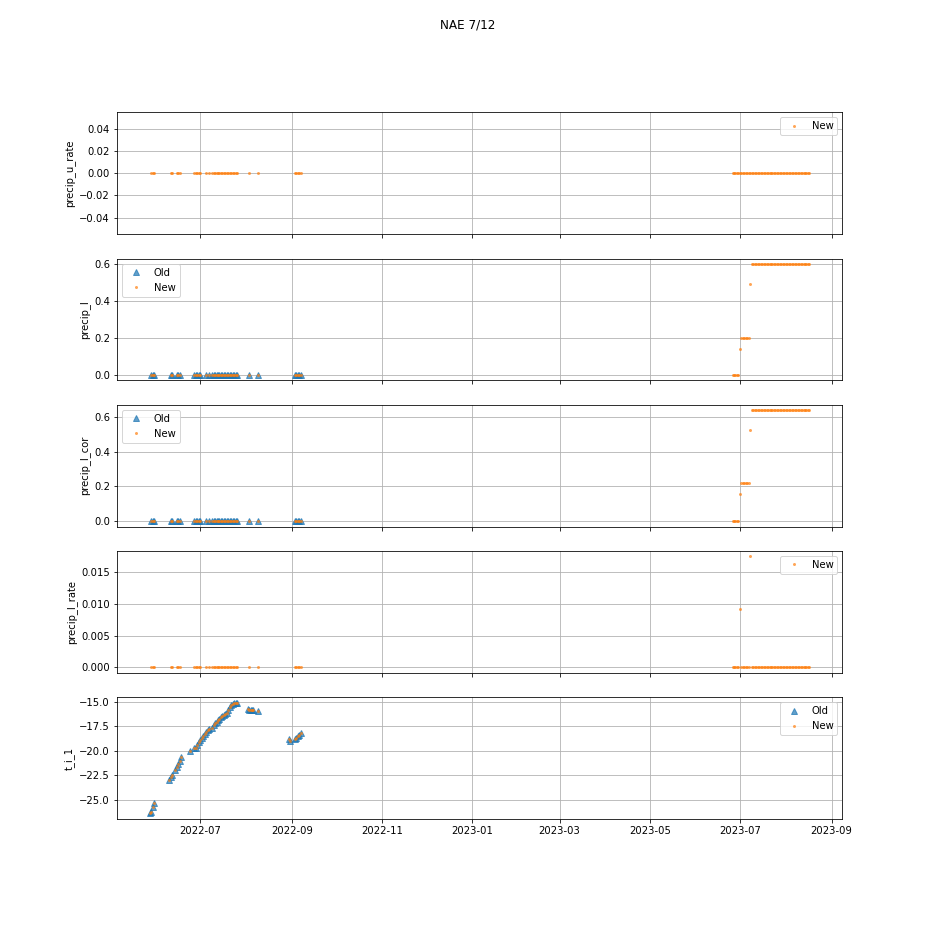 NAE 7/12
precip_u_rate
0.04
0.02
0.00
−0.02
−0.04
New
precip_l
0.6
0.4
0.2
0.0
Old
New
precip_l_cor
0.6
0.4
0.2
0.0
Old
New
precip_l_rate
0.015
0.010
0.005
0.000
New
t_i_1
−15.0
−17.5
−20.0
−22.5
−25.0
Old
New
2022-07 2022-09 2022-11 2023-01 2023-03 2023-05 2023-07 2023-09